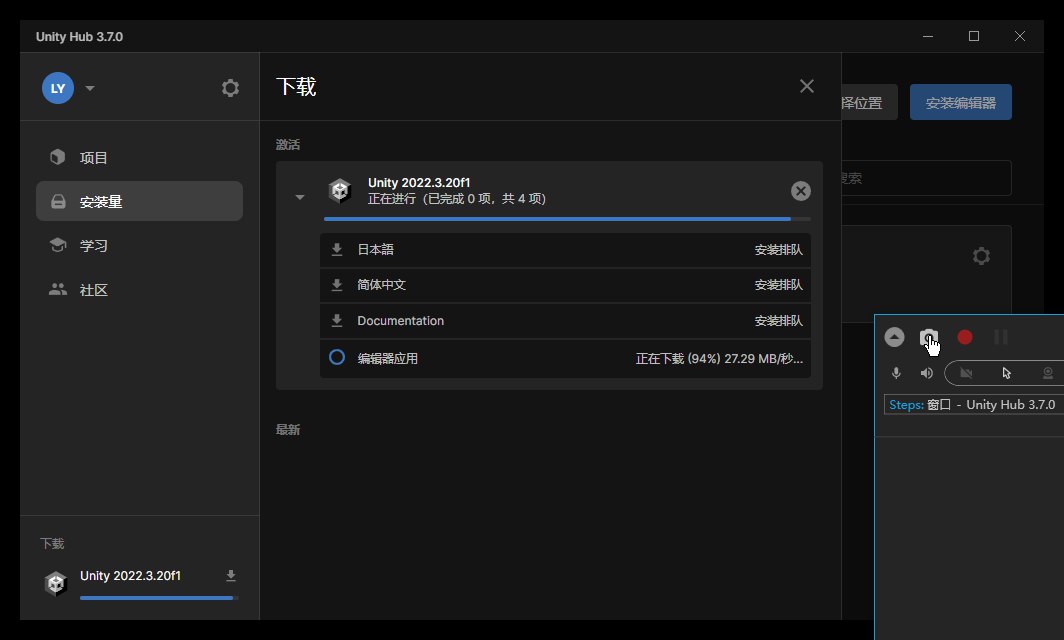 Unity Hub 3.7.0
LY
项目
安装量
学习
社区
下载
Unity 2022.3.20f1
下载
激活
Unity 2022.3.20f1
正在进行（已完成 0 项，共 4 项）
日本語 安装排队
简体中文 安装排队
Documentation 安装排队
编辑器应用 正在下载 (94%) 27.29 MB/秒...
最新
择位置 安装编辑器
搜索
Steps: 窗口 - Unity Hub 3.7.0